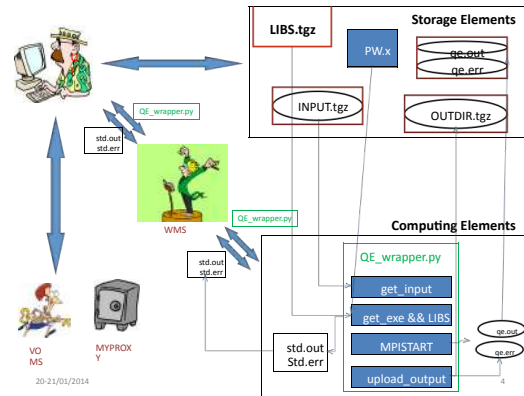 LIBS.tgz
Storage Elements
PW.x
qe.out
qe.err
INPUT.tgz
OUTDIR.tgz
QE_wrapper.py
std.out
std.err
WMS
QE_wrapper.py
std.out
std.err
Computing Elements
QE_wrapper.py
get_input
get_exe && LIBS
MPISTART
upload_output
std.out
Std.err
qe.out
qe.err
VO
MS
MYPROX
Y
20-21/01/2014
4